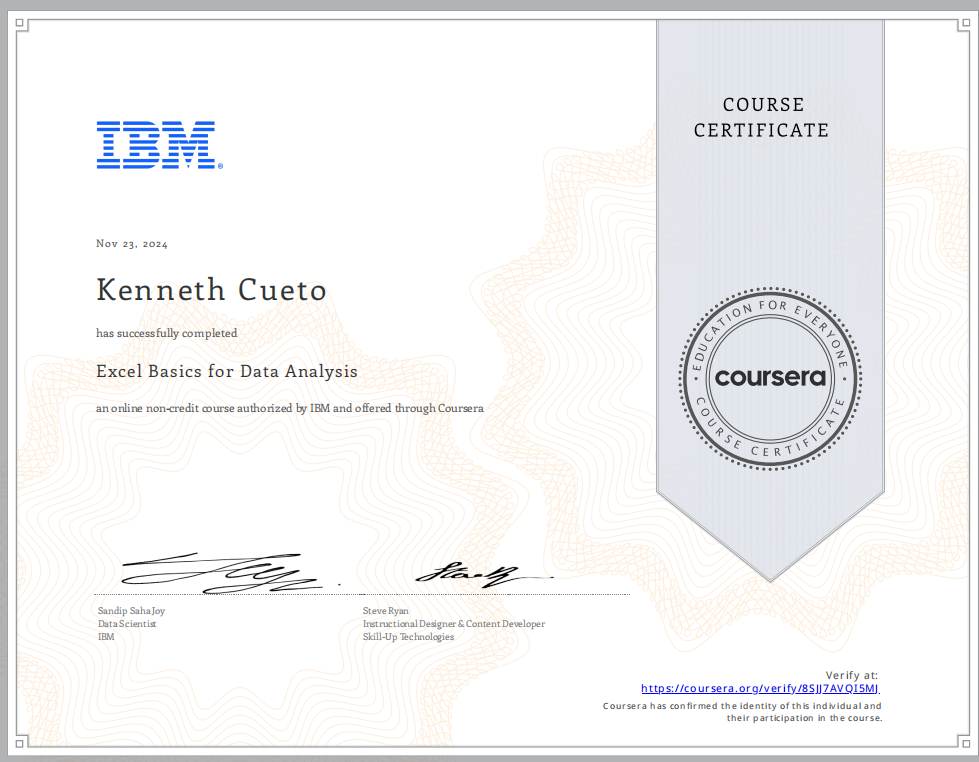 COURSE
CERTIFICATE
IBM®
Nov 23, 2024
Kenneth Cueto
has successfully completed
Excel Basics for Data Analysis
an online non-credit course authorized by IBM and offered through Coursera
EDUCATION FOR EVERYONE
coursera
COURSE CERTIFICATE
Sandip Saha Joy
Data Scientist
IBM
Steve Ryan
Instructional Designer & Content Developer
Skill-Up Technologies
Verify at:
https://coursera.org/verify/8SJJ7AVQI5MJ
Coursera has confirmed the identity of this individual and
their participation in the course.